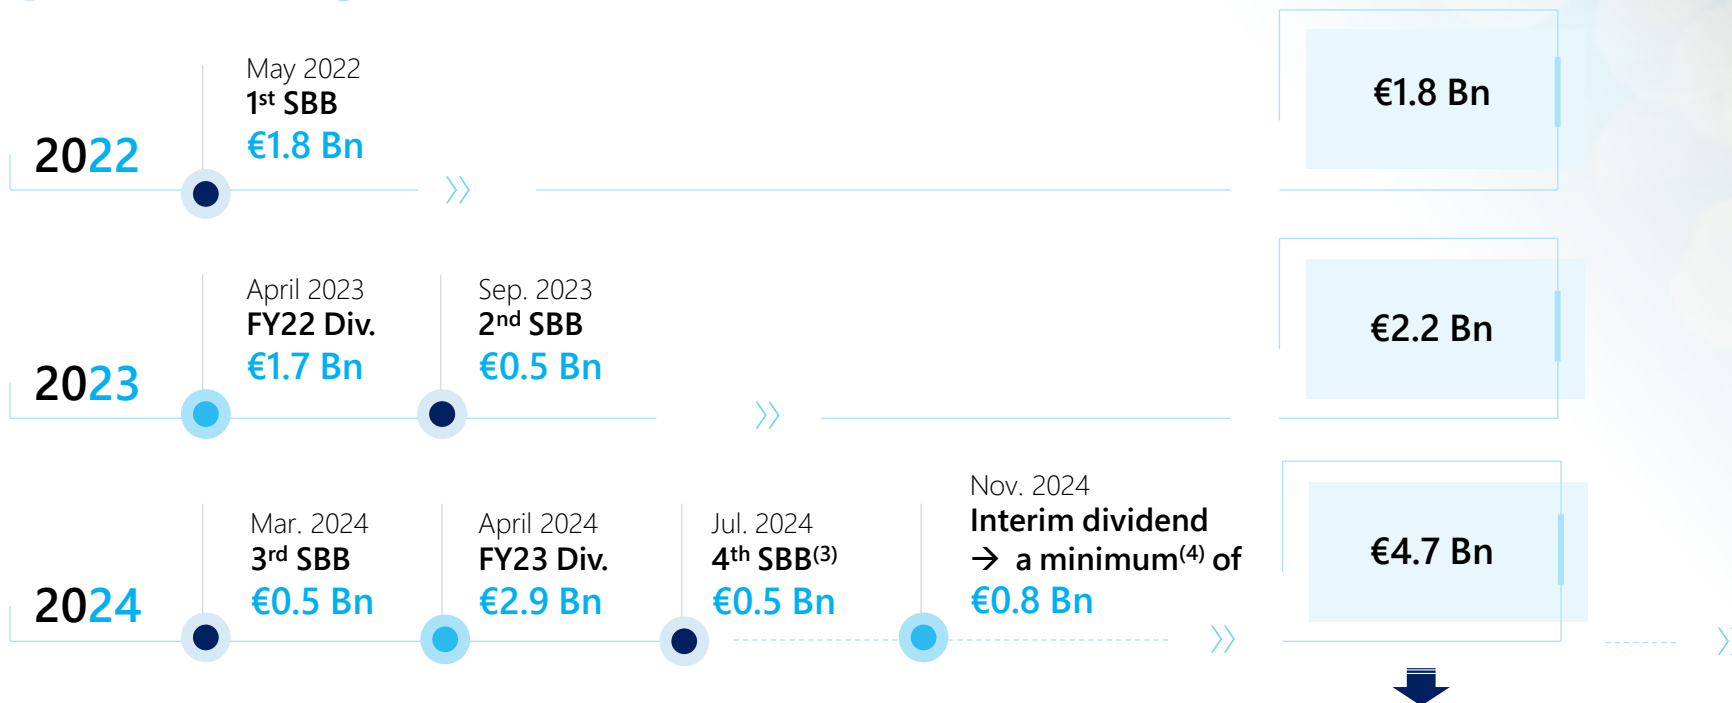 May 2022
1st SBB
€1.8 Bn
2022
€1.8 Bn
April 2023
FY22 Div.
€1.7 Bn
Sep. 2023
2nd SBB
€0.5 Bn
2023
€2.2 Bn
Mar. 2024
3rd SBB
€0.5 Bn
April 2024
FY23 Div.
€2.9 Bn
Jul. 2024
4th SBB(3)
€0.5 Bn
Nov. 2024
Interim dividend
→ a minimum(4) of
€0.8 Bn
2024
€4.7 Bn